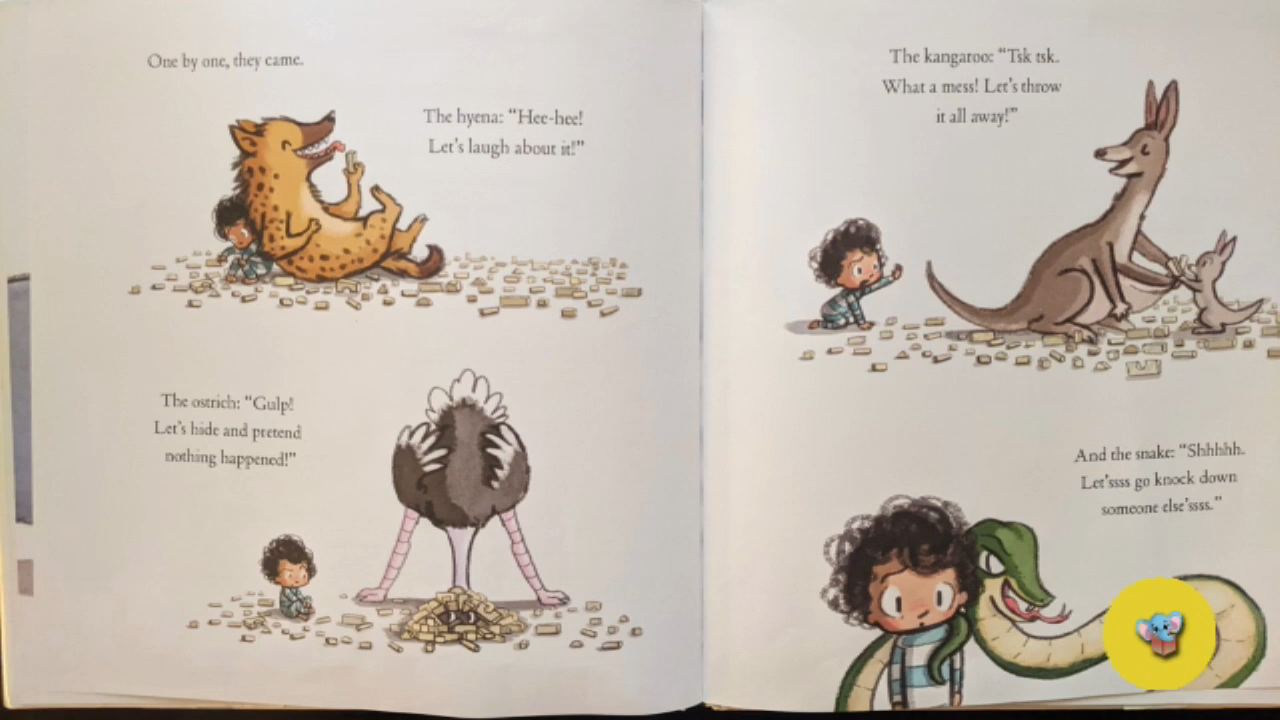 One by one, they came.
The hyena: “Hee-hee!
Let’s laugh about it!”
The ostrich: “Gulp!
Let’s hide and pretend
nothing happened!”
The kangaroo: “Tsk tsk.
What a mess! Let’s throw
it all away!”
And the snake: “Shhhhh.
Let’ssss go knock down
someone else’ssss.”